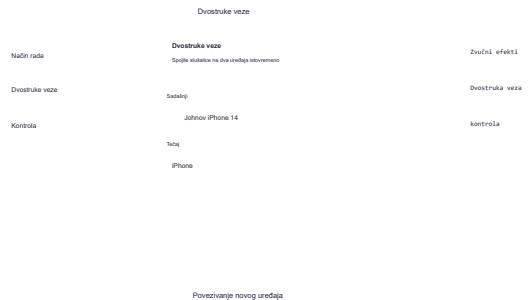 Dvostruke veze
Način rada
Dvostruke veze
Kontrola
Dvostruke veze
Spojite slušalice na dva uređaja istovremeno
Sadašnji
Johnov iPhone 14
Tečaj
iPhone
Povezivanje novog uređaja
Zvučni efekti
Dvostruka veza
kontrola